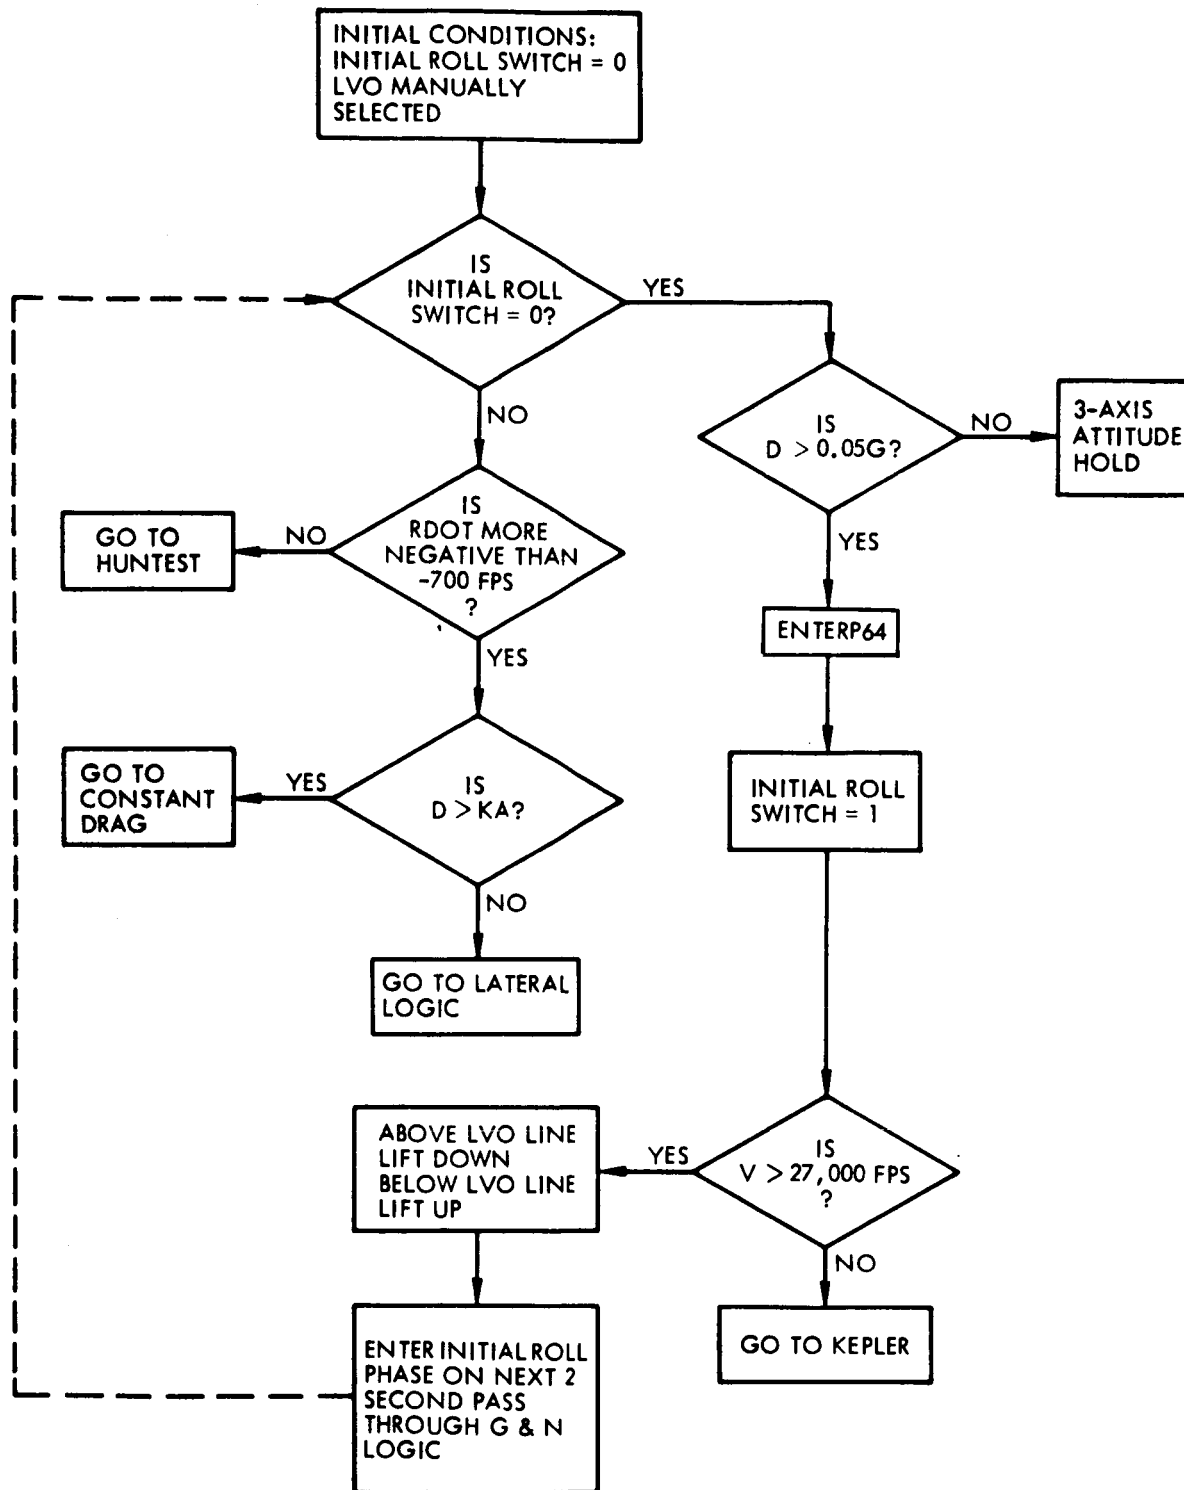 INITIAL CONDITIONS:
INITIAL ROLL SWITCH = 0
LVO MANUALLY
SELECTED
IS
INITIAL ROLL
SWITCH = 0?
YES
NO
IS
D > 0.05G?
NO
3-AXIS
ATTITUDE
HOLD
YES
IS
RDOT MORE
NEGATIVE THAN
-700 FPS
?
NO
GO TO
HUNTEST
YES
ENTERP64
IS
D > KA?
YES
GO TO
CONSTANT
DRAG
NO
GO TO LATERAL
LOGIC
INITIAL ROLL
SWITCH = 1
IS
V > 27,000 FPS
?
YES
ABOVE LVO LINE
LIFT DOWN
BELOW LVO LINE
LIFT UP
NO
GO TO KEPLER
ENTER INITIAL ROLL
PHASE ON NEXT 2
SECOND PASS
THROUGH G & N
LOGIC